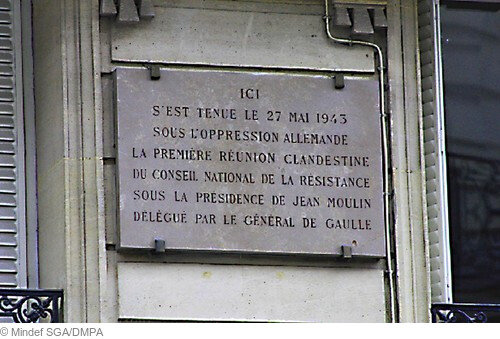 ICI
S'EST TENUE LE 27 MAI 1943
SOUS L'OPPRESSION ALLEMANDE
LA PREMIÈRE RÉUNION CLANDESTINE
DU CONSEIL NATIONAL DE LA RÉSISTANCE
SOUS LA PRÉSIDENCE DE JEAN MOULIN
DÉLÉGUÉ PAR LE GÉNÉRAL DE GAULLE
© Mindef SGA/DMPA